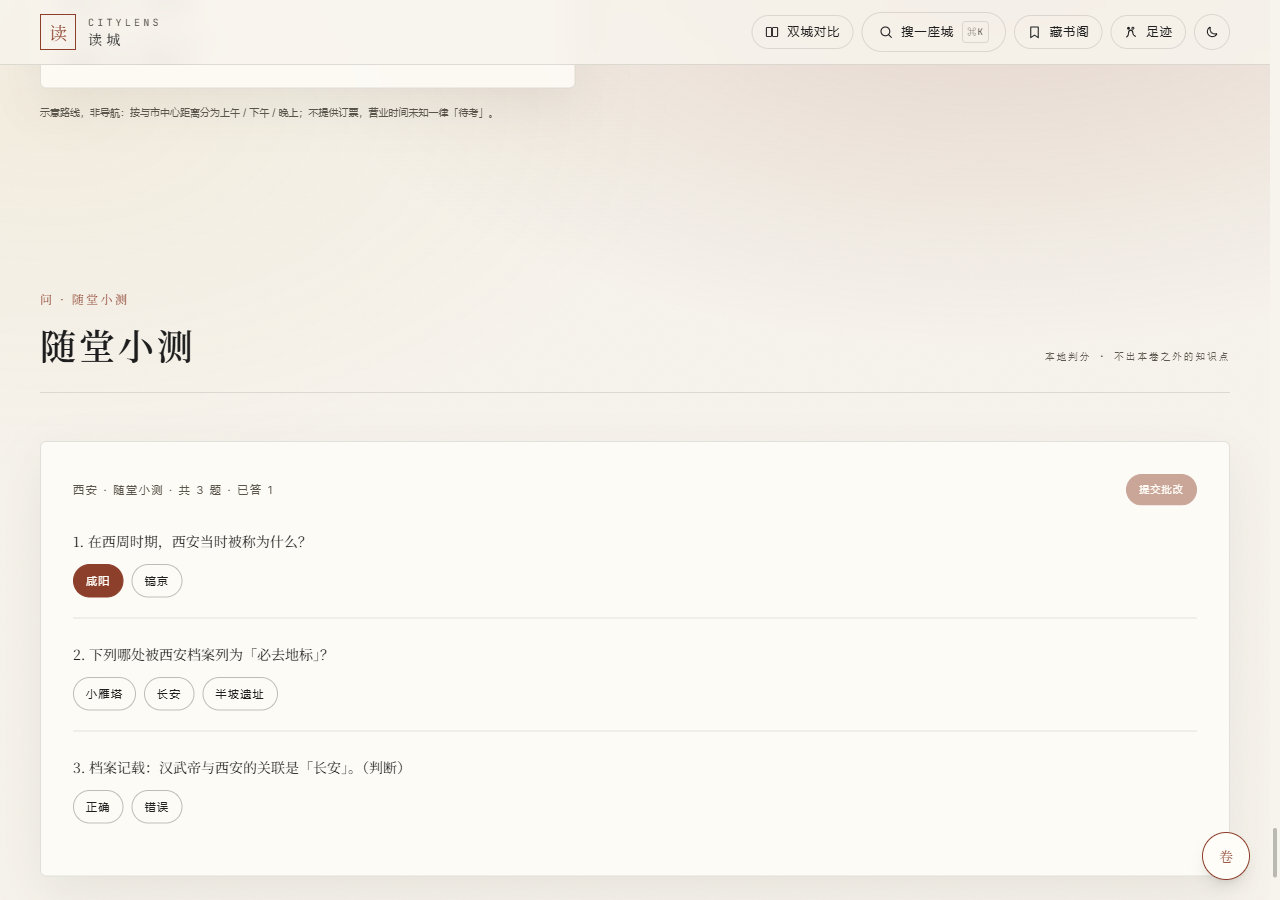 读
CITYLENS
读城
双城对比
搜一座城 ⌘K
藏书阁
足迹
示意路线，非导航：按与市中心距离分为上午 / 下午 / 晚上；不提供订票，营业时间未知一律「待考」。
问 · 随堂小测
随堂小测
本地判分 · 不出本卷之外的知识点
西安 · 随堂小测 · 共 3 题 · 已答 1
提交批改
1. 在西周时期，西安当时被称为什么？
咸阳
镐京
2. 下列哪处被西安档案列为「必去地标」？
小雁塔
长安
半坡遗址
3. 档案记载：汉武帝与西安的关联是「长安」。（判断）
正确
错误
卷